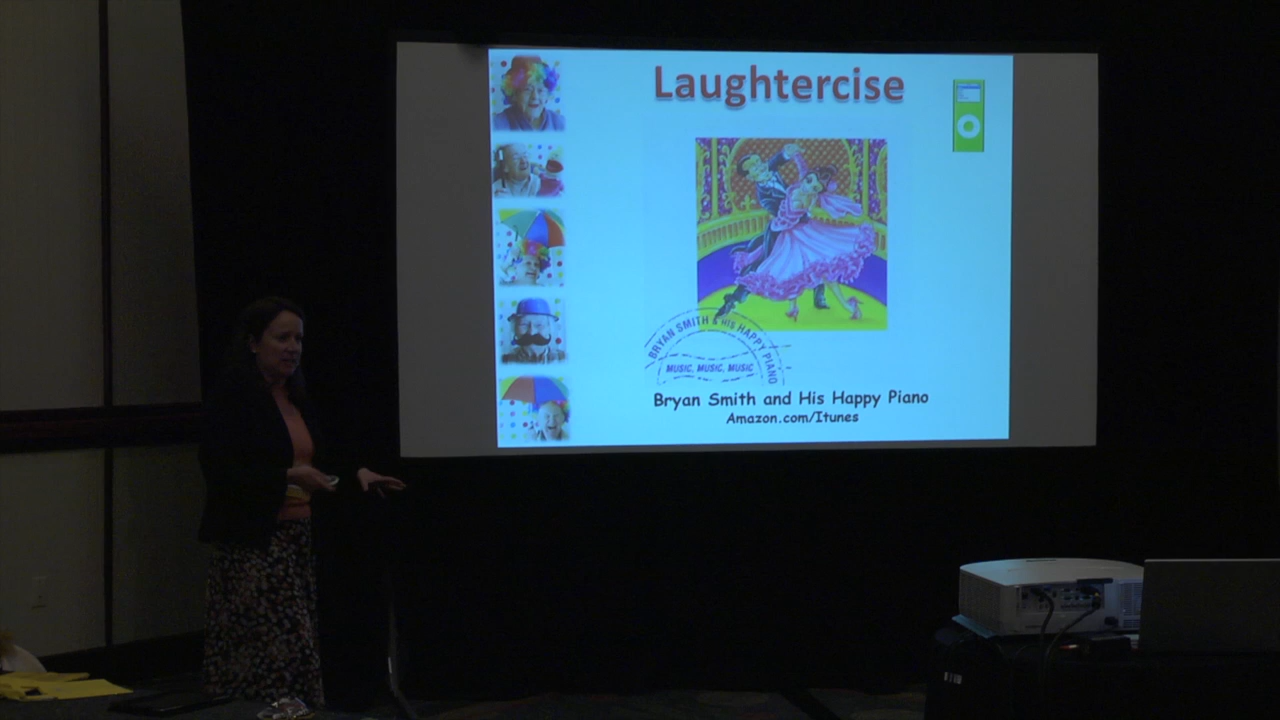 Laughtercise
BRYAN SMITH & HIS HAPPY PIANO
MUSIC, MUSIC, MUSIC
Bryan Smith and His Happy Piano
Amazon.com/Itunes